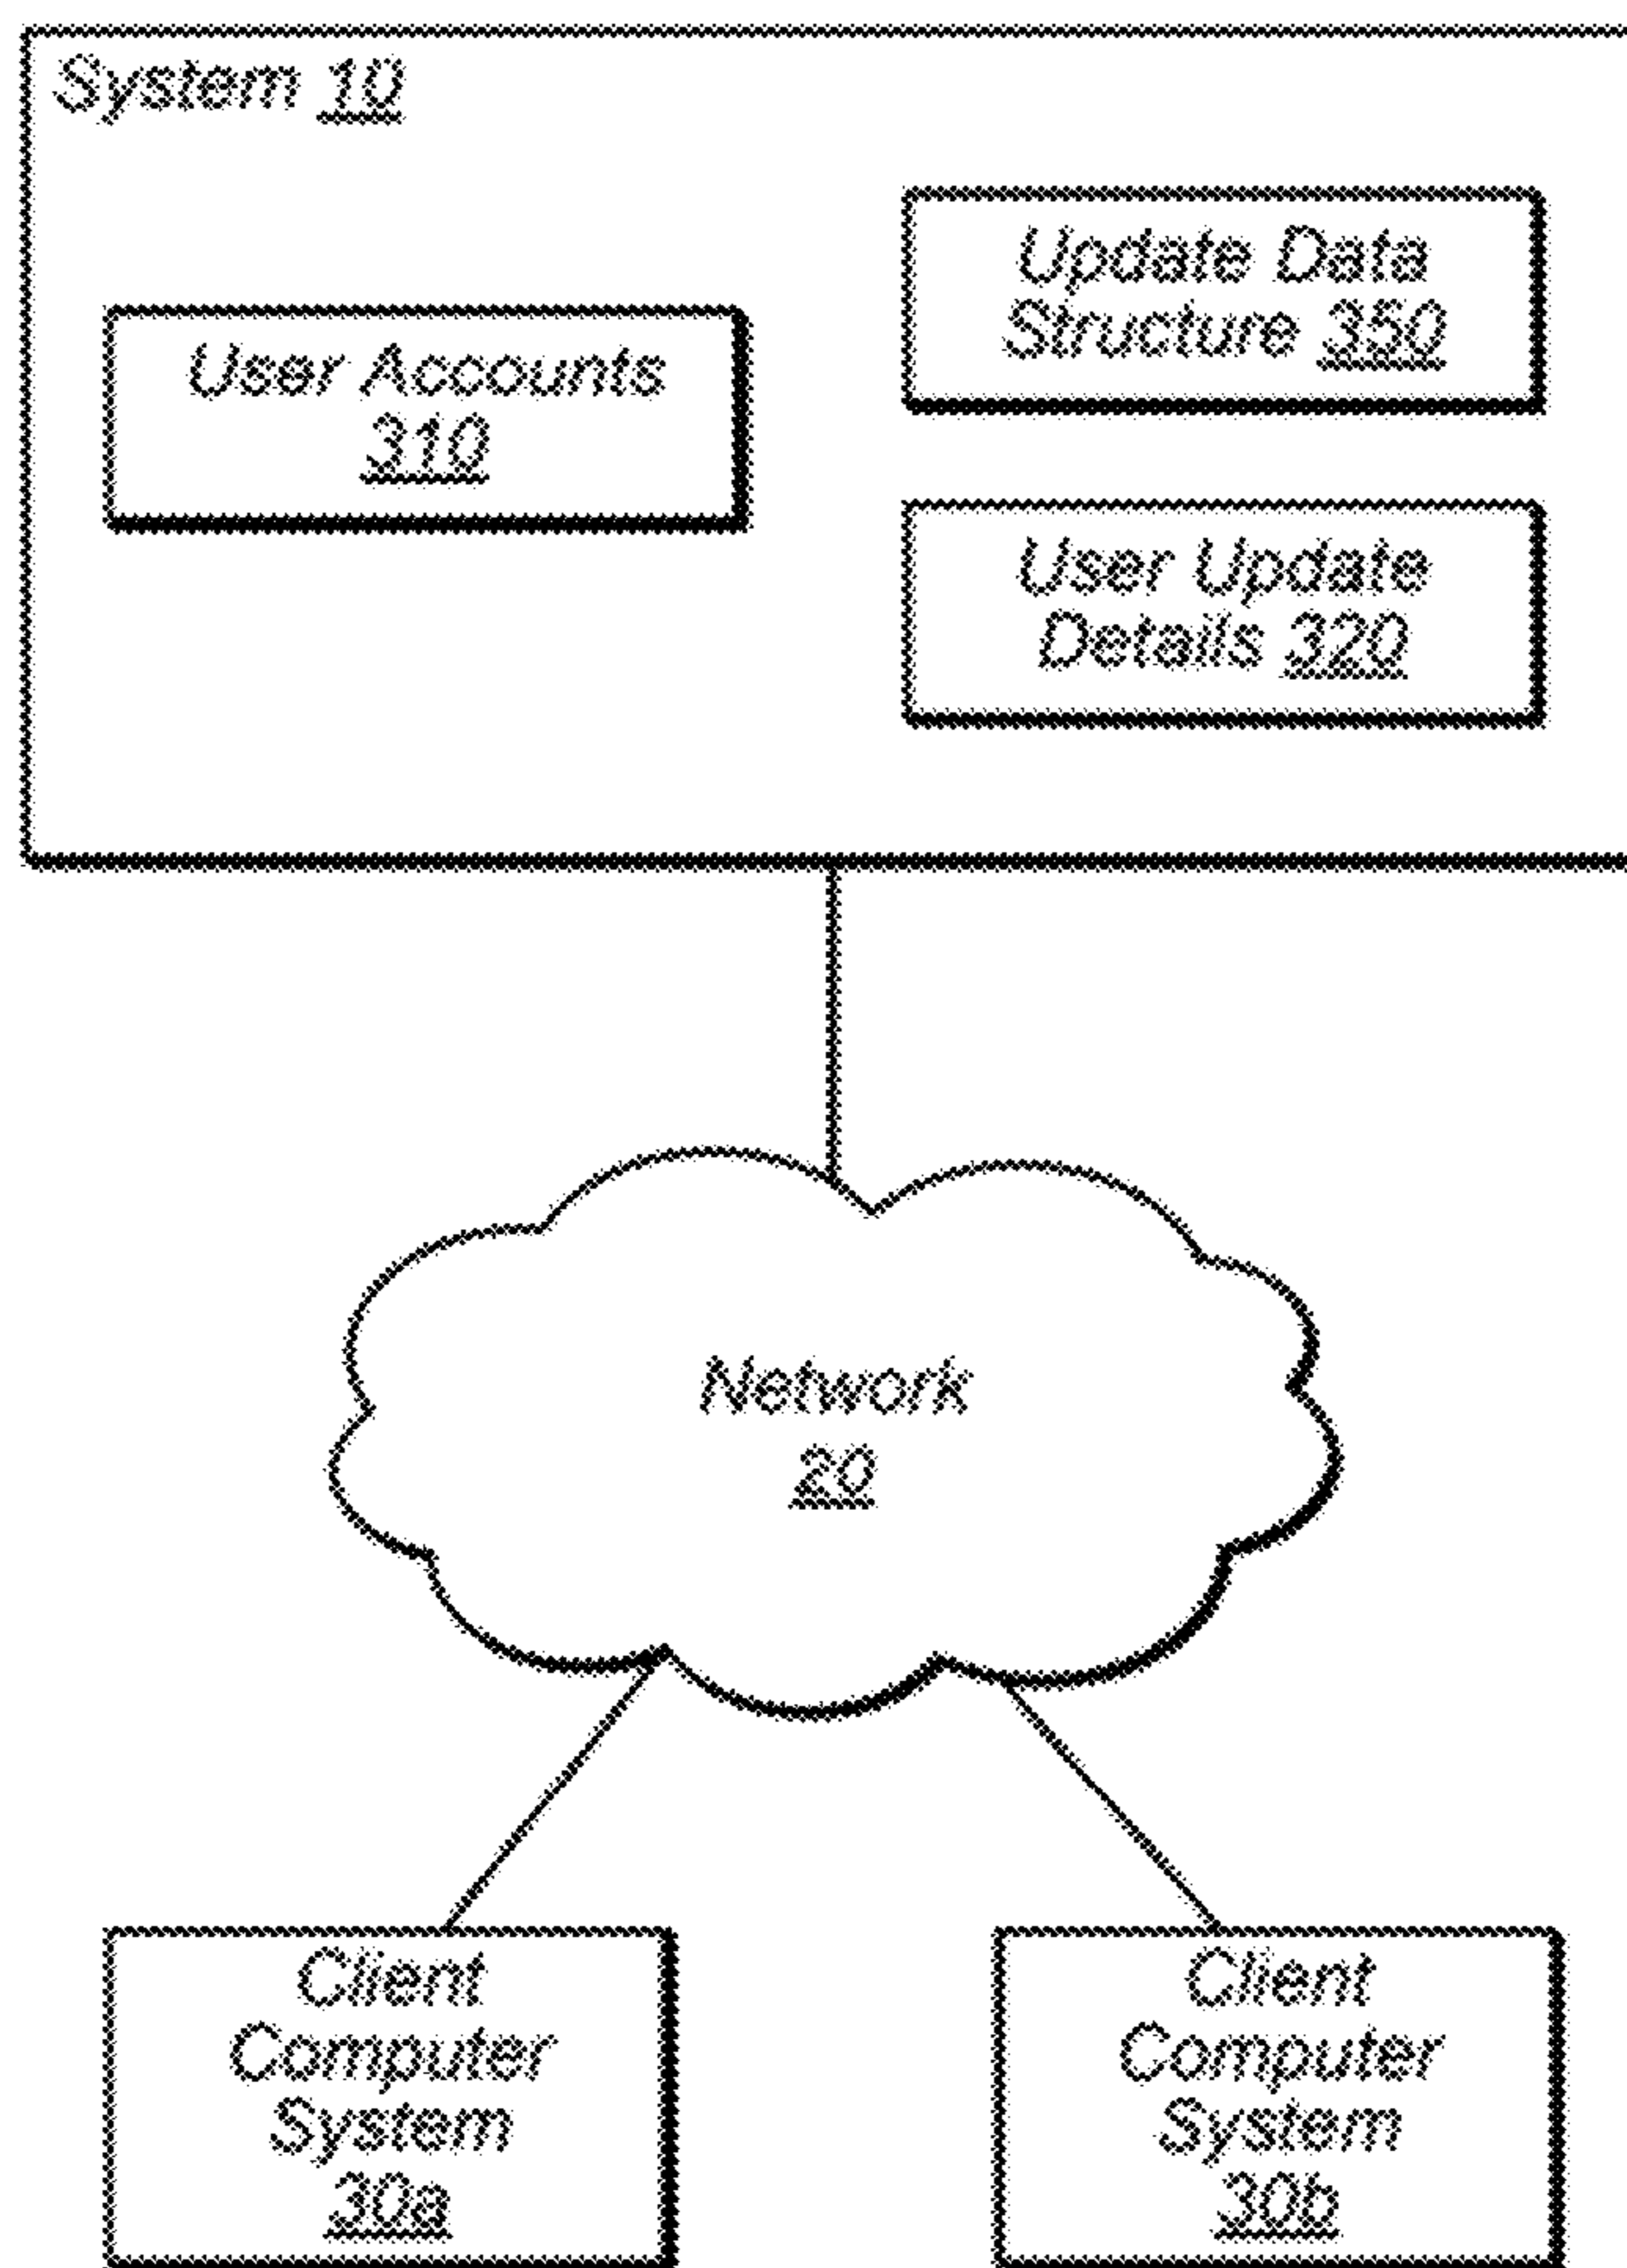 System 10
User Accounts
310
Update Data
Structure 350
User Update
Details 320
Network
20
Client
Computer
System
30a
Client
Computer
System
30b